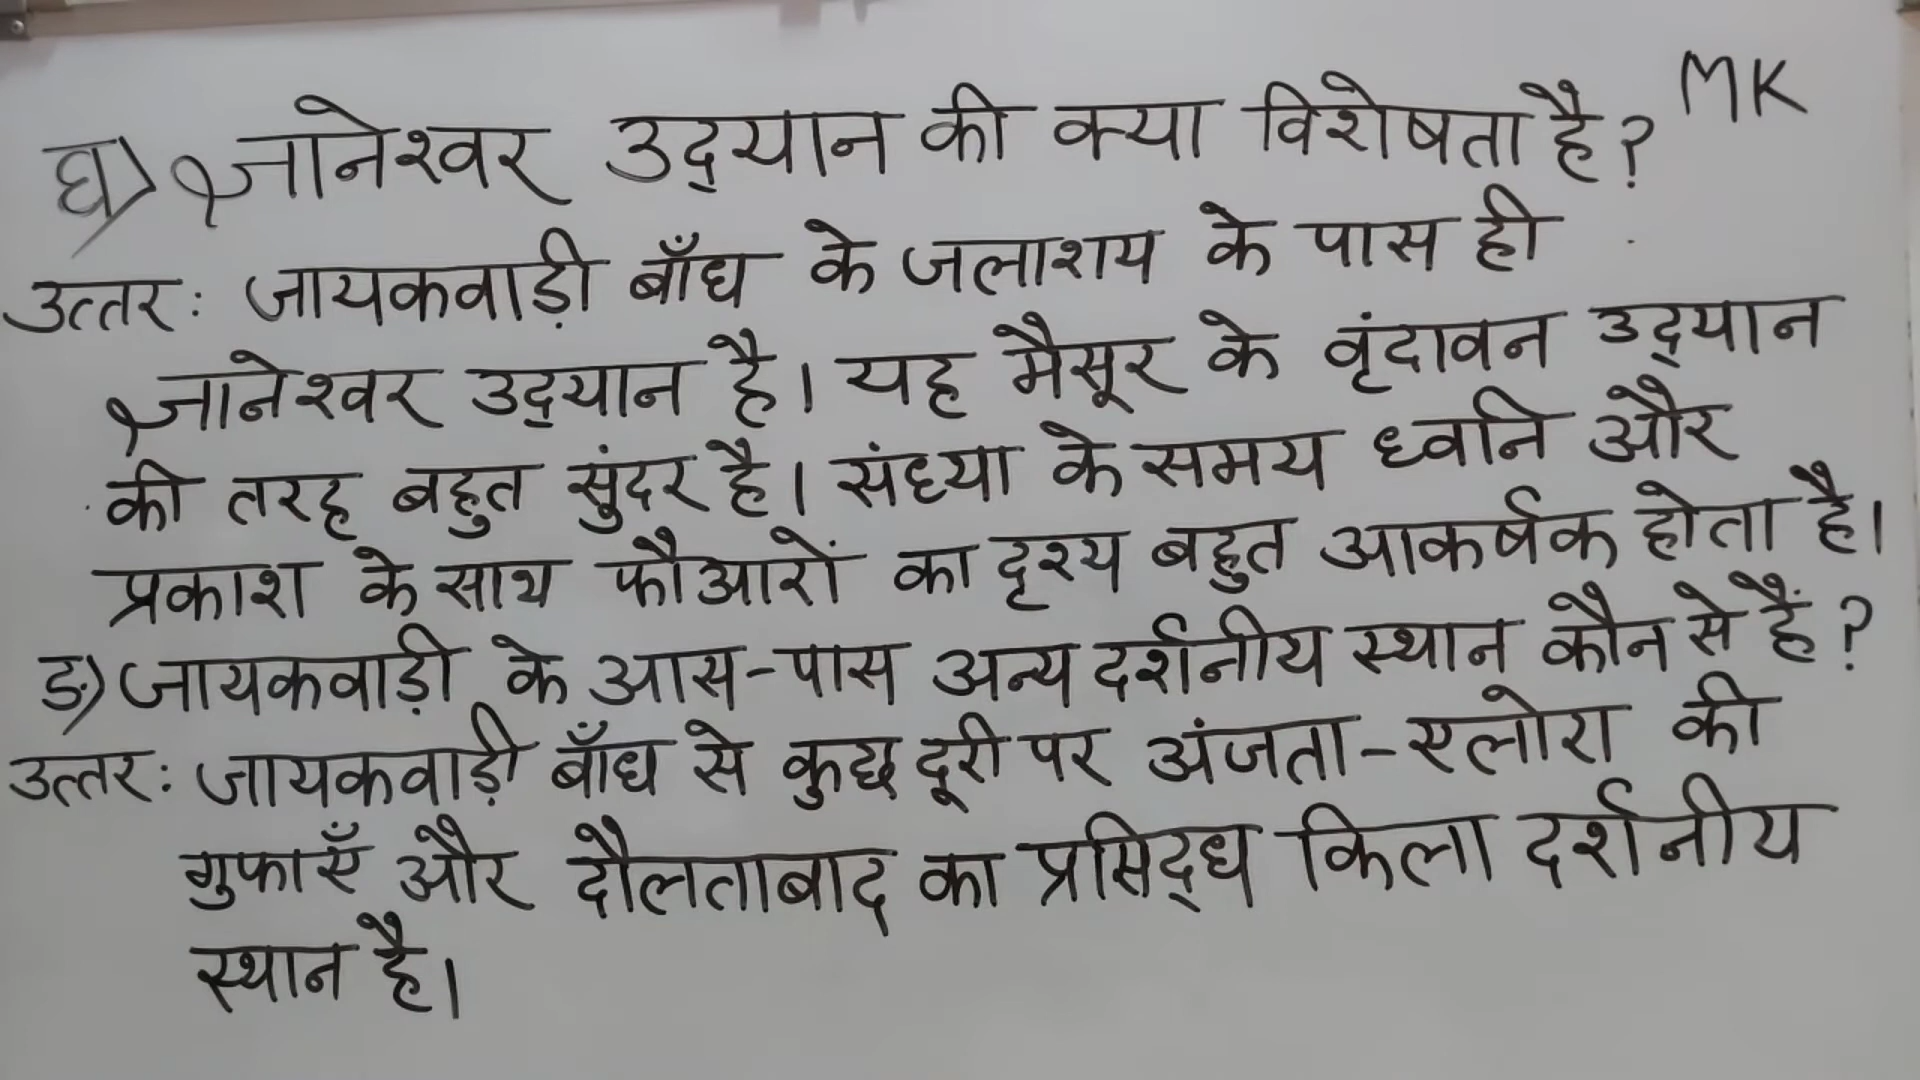 MK
घ) ज्ञानेश्वर उद्‌यान की क्या विशेषता है?
उत्तर: जायकवाड़ी बाँध के जलाशय के पास ही
ज्ञानेश्वर उद्‌यान है। यह मैसूर के वृंदावन उद्‌यान
की तरह बहुत सुंदर है। संध्या के समय ध्वनि और
प्रकाश के साथ फौआरों का दृश्य बहुत आकर्षक होता है।
ङ) जायकवाड़ी के आस-पास अन्य दर्शनीय स्थान कौन से हैं?
उत्तर: जायकवाड़ी बाँध से कुछ दूरी पर अंजता-एलोरा की
गुफाएँ और दौलताबाद का प्रसिद्‌ध किला दर्शनीय
स्थान है।